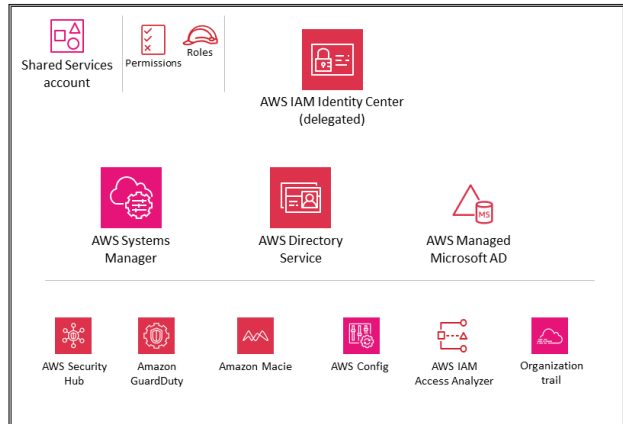 Shared Services
account
Permissions
Roles
AWS IAM Identity Center
(delegated)
AWS Systems
Manager
AWS Directory
Service
MS
AWS Managed
Microsoft AD
AWS Security
Hub
Amazon
GuardDuty
Amazon Macie
AWS Config
AWS IAM
Access Analyzer
Organization
trail